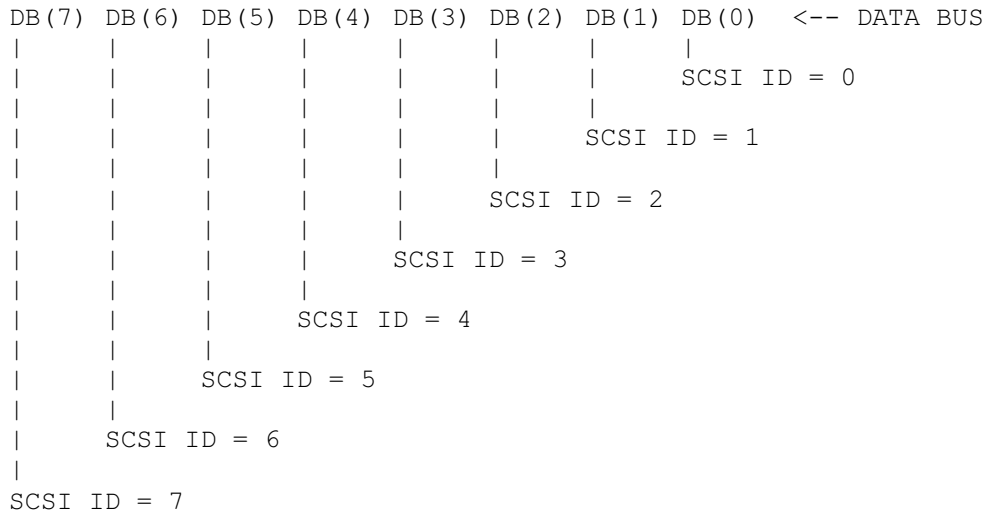 DB(7) DB(6) DB(5) DB(4) DB(3) DB(2) DB(1) DB(0) <-- DATA BUS
SCSI ID = 0
SCSI ID = 1
SCSI ID = 2
SCSI ID = 3
SCSI ID = 4
SCSI ID = 5
SCSI ID = 6
SCSI ID = 7